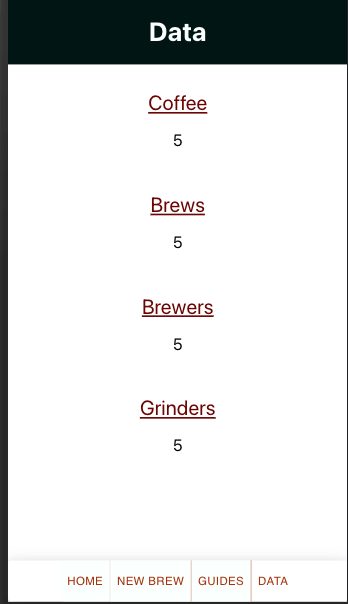 Data
Coffee
5
Brews
5
Brewers
5
Grinders
5
HOME NEW BREW GUIDES DATA